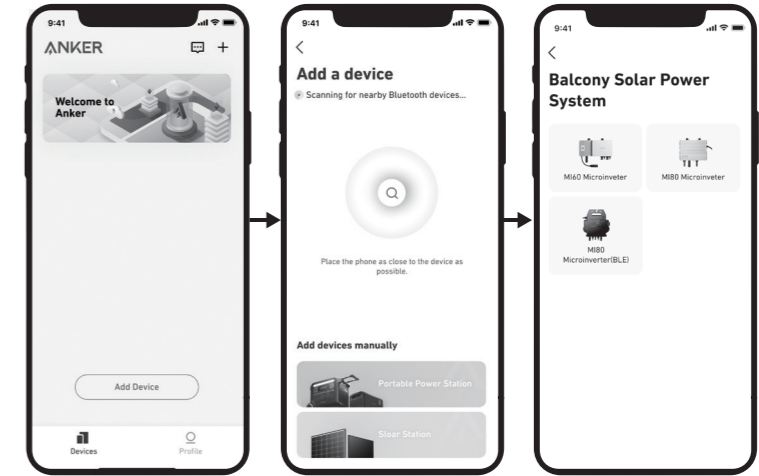 9:41
ANKER
Welcome to
Anker
Add Device
Devices
Profile
9:41
Add a device
Scanning for nearby Bluetooth devices...
Place the phone as close to the device as
possible.
Add devices manually
Portable Power Station
Sloar Station
9:41
Balcony Solar Power
System
MI60 Microinveter
MI80 Microinveter
MI80
Microinverter(BLE)